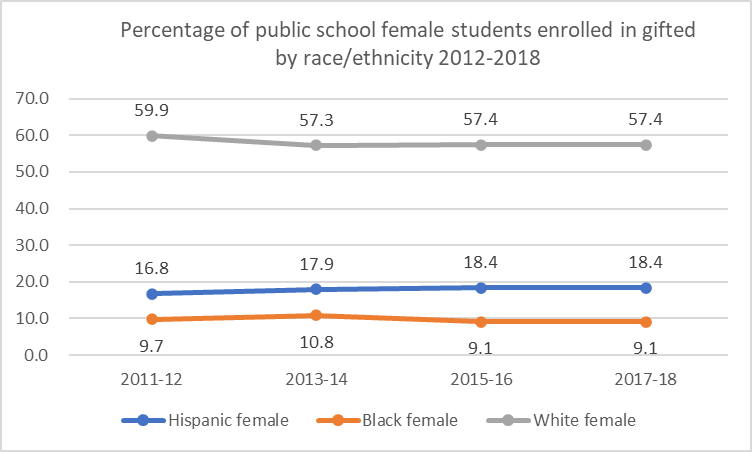 Percentage of public school female students enrolled in gifted
by race/ethnicity 2012-2018
70.0
60.0
50.0
40.0
30.0
20.0
10.0
0.0
59.9 57.3 57.4 57.4
16.8 17.9 18.4 18.4
9.7 10.8 9.1 9.1
2011-12 2013-14 2015-16 2017-18
Hispanic female Black female White female